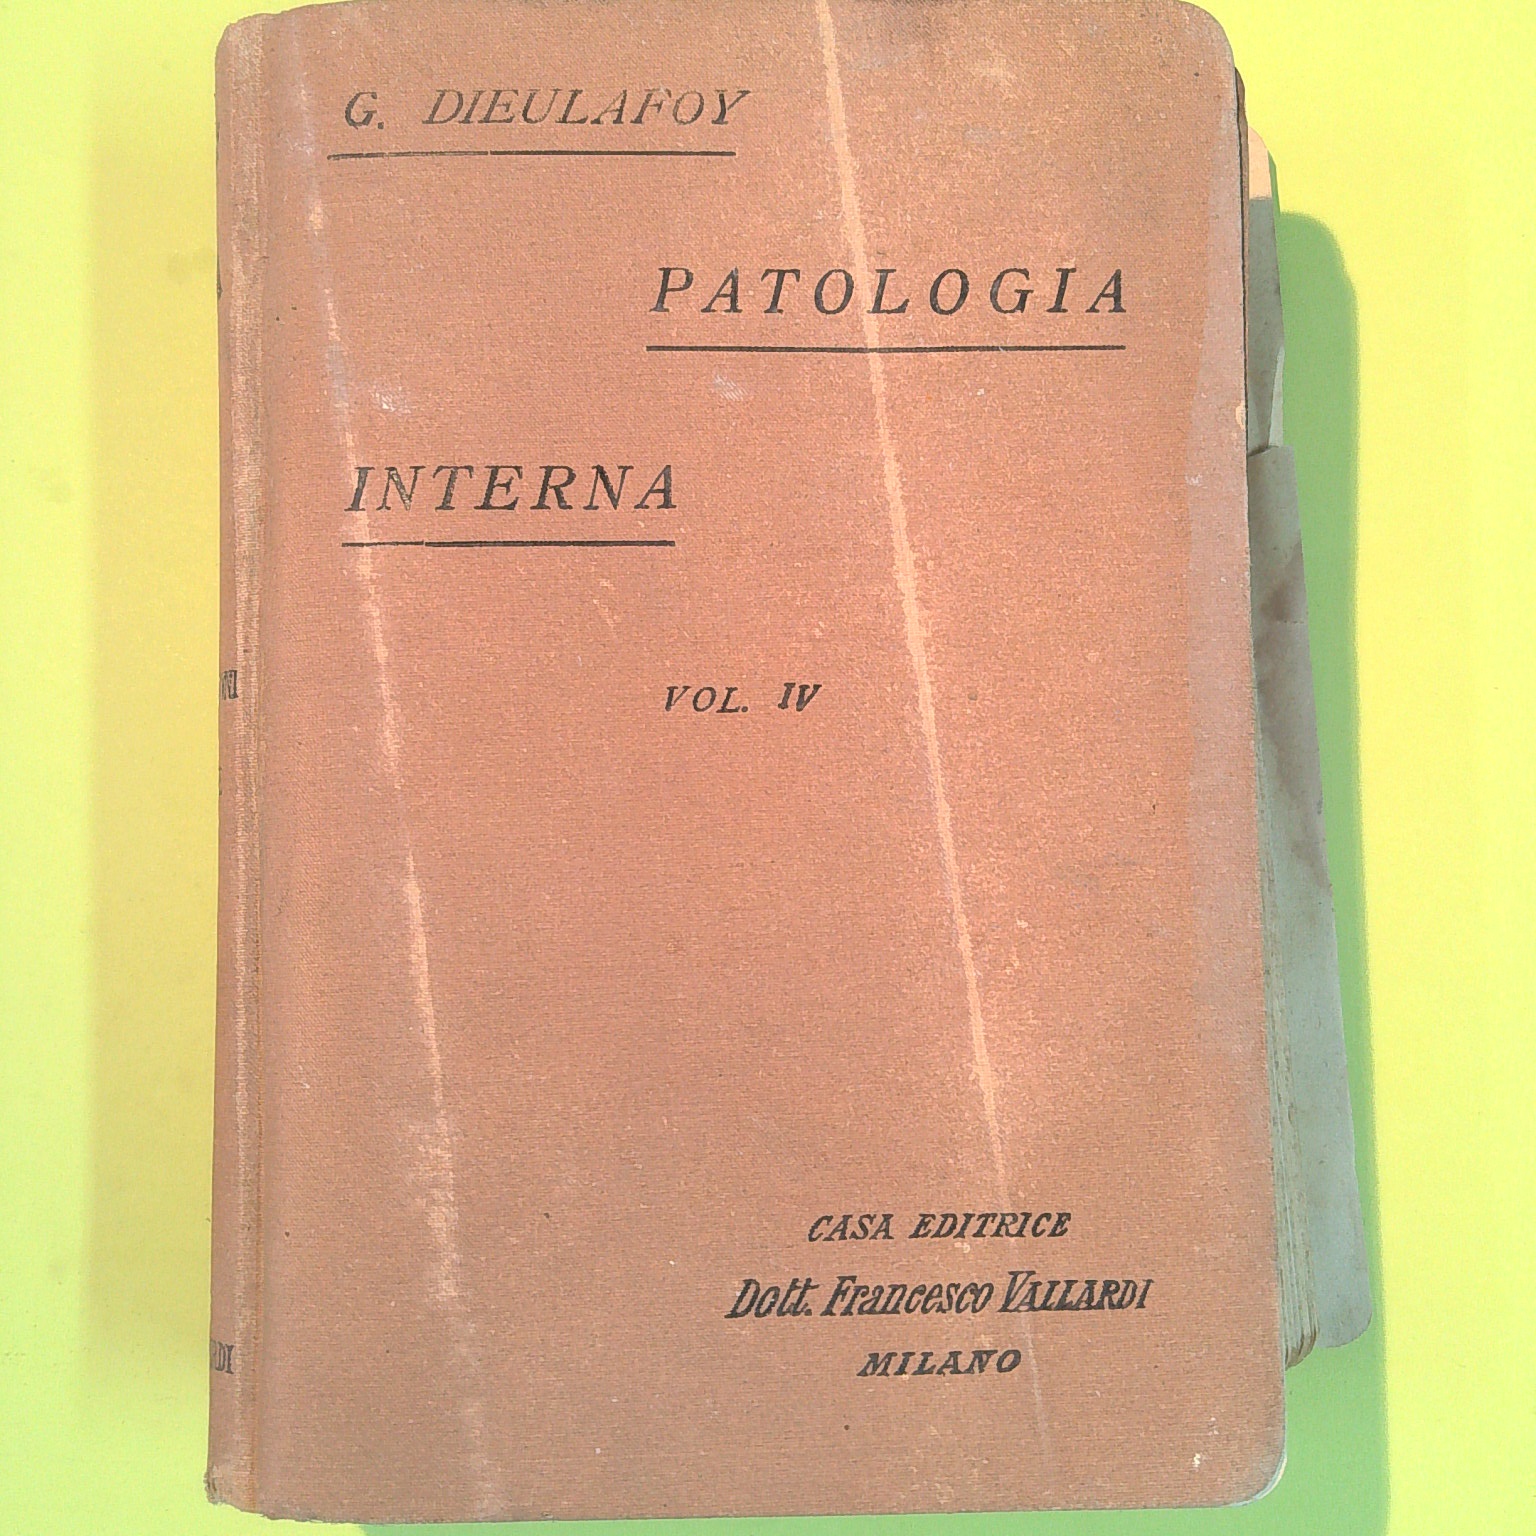 G. DIEULAFOY
PATOLOGIA
INTERNA
VOL. IV
CASA EDITRICE
Dott. Francesco VALLARDI
MILANO